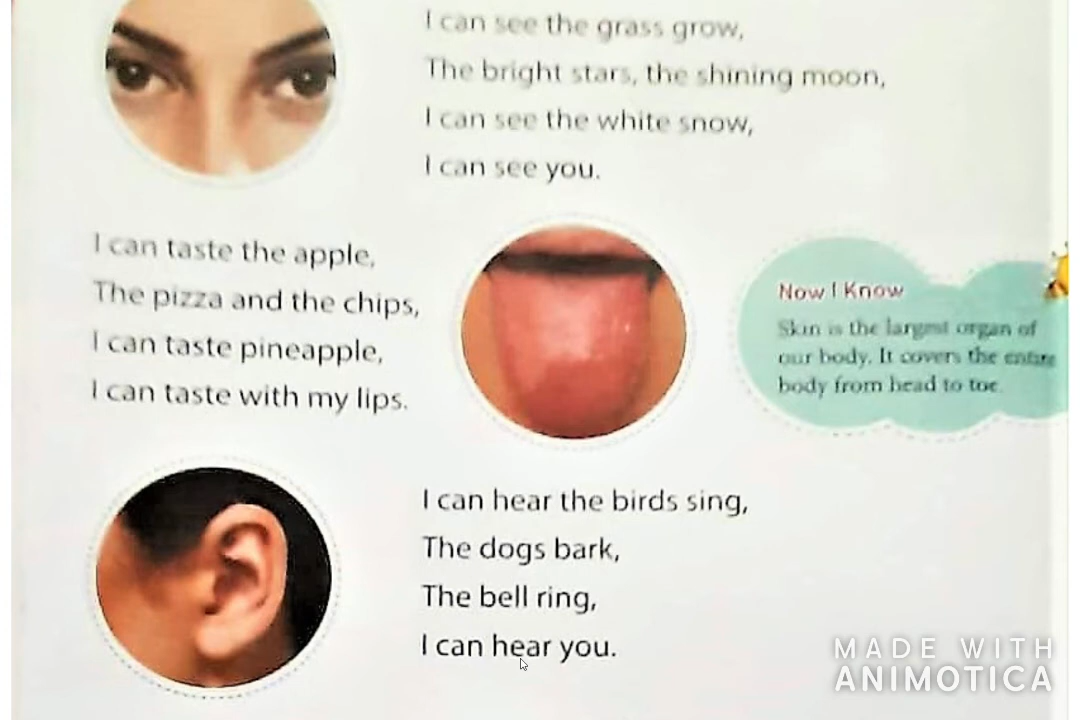 I can see the grass grow,
The bright stars, the shining moon,
I can see the white snow,
I can see you.
I can taste the apple,
The pizza and the chips,
I can taste pineapple,
I can taste with my lips.
Now I Know
Skin is the largest organ of
our body. It covers the entire
body from head to toe.
I can hear the birds sing,
The dogs bark,
The bell ring,
I can hear you.
MADE WITH
ANIMOTICA